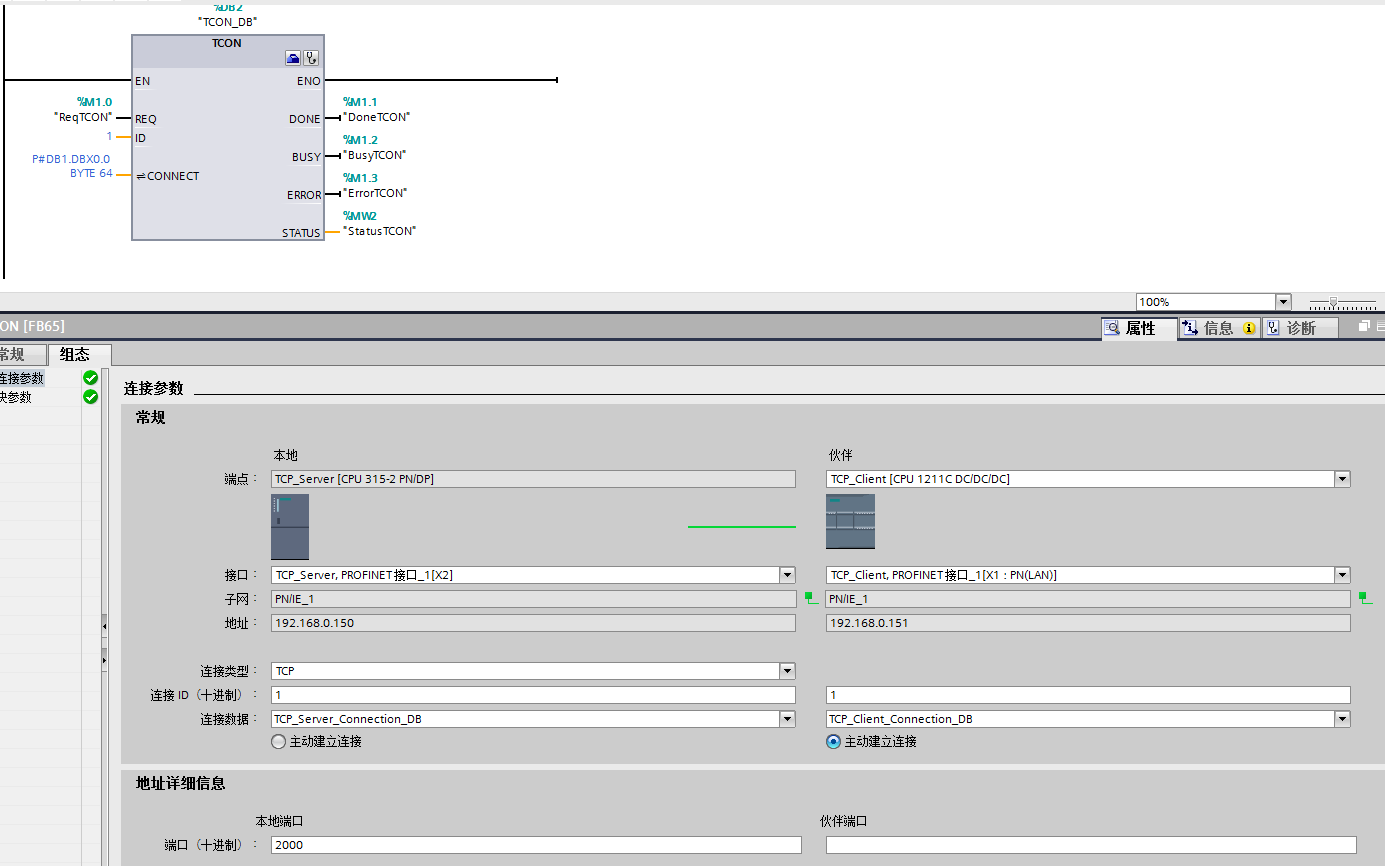 %DB2
"TCON_DB"
TCON
EN
ENO
%M1.0
"ReqTCON"
REQ
%M1.1
DONE
"DoneTCON"
1
ID
%M1.2
BUSY
"BusyTCON"
P#DB1.DBX0.0
BYTE 64
⇌CONNECT
%M1.3
ERROR
"ErrorTCON"
%MW2
STATUS
"StatusTCON"
100%
ON [FB65]
属性
信息
诊断
常规
组态
连接参数
块参数
连接参数
常规
本地
伙伴
端点：
TCP_Server [CPU 315-2 PN/DP]
TCP_Client [CPU 1211C DC/DC/DC]
接口：
TCP_Server, PROFINET接口_1[X2]
TCP_Client, PROFINET接口_1[X1 : PN(LAN)]
子网：
PN/IE_1
PN/IE_1
地址：
192.168.0.150
192.168.0.151
连接类型：
TCP
连接 ID（十进制）：
1
1
连接数据：
TCP_Server_Connection_DB
TCP_Client_Connection_DB
主动建立连接
主动建立连接
地址详细信息
本地端口
伙伴端口
端口（十进制）：
2000